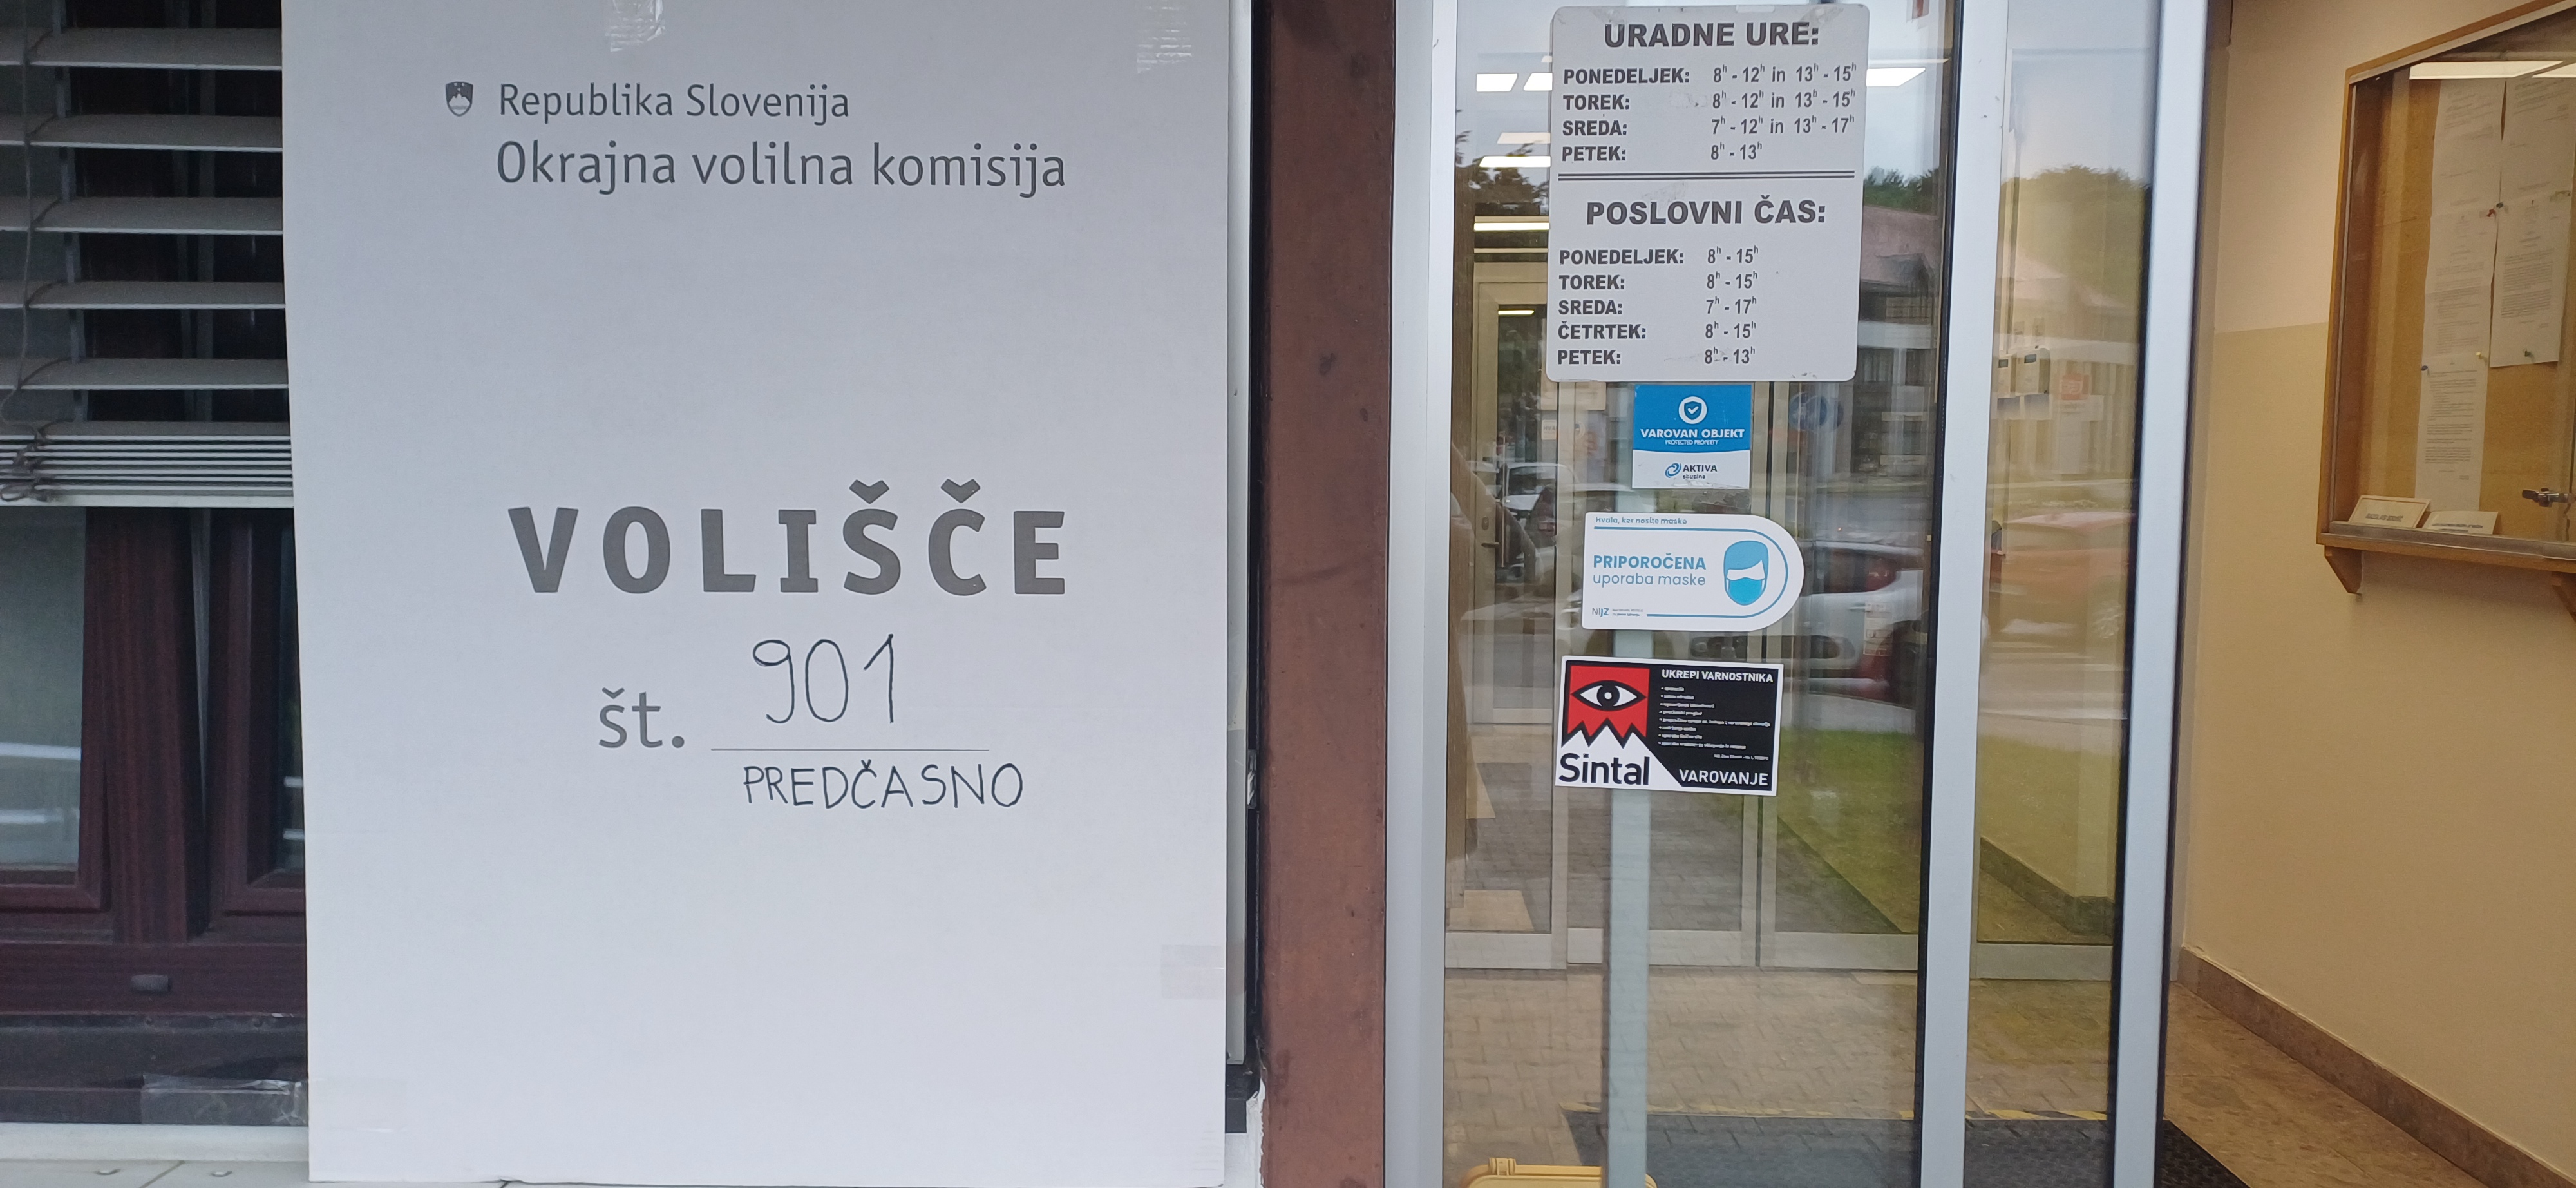 Republika Slovenija
Okrajna volilna komisija
VOLIŠČE
št. 901
PREDČASNO
URADNE URE:
PONEDELJEK: 8h - 12h in 13h - 15h
TOREK: 8h - 12h in 13h - 15h
SREDA: 7h - 12h in 13h - 17h
PETEK: 8h - 13h
POSLOVNI ČAS:
PONEDELJEK: 8h - 15h
TOREK: 8h - 15h
SREDA: 7h - 17h
ČETRTEK: 8h - 15h
PETEK: 8h - 13h
VAROVAN OBJEKT
PROTECTED PROPERTY
AKTIVA
skupina
Hvala, ker nosite masko
PRIPOROČENA
uporaba maske
NIJZ
UKREPI VARNOSTNIKA
Sintal
VAROVANJE